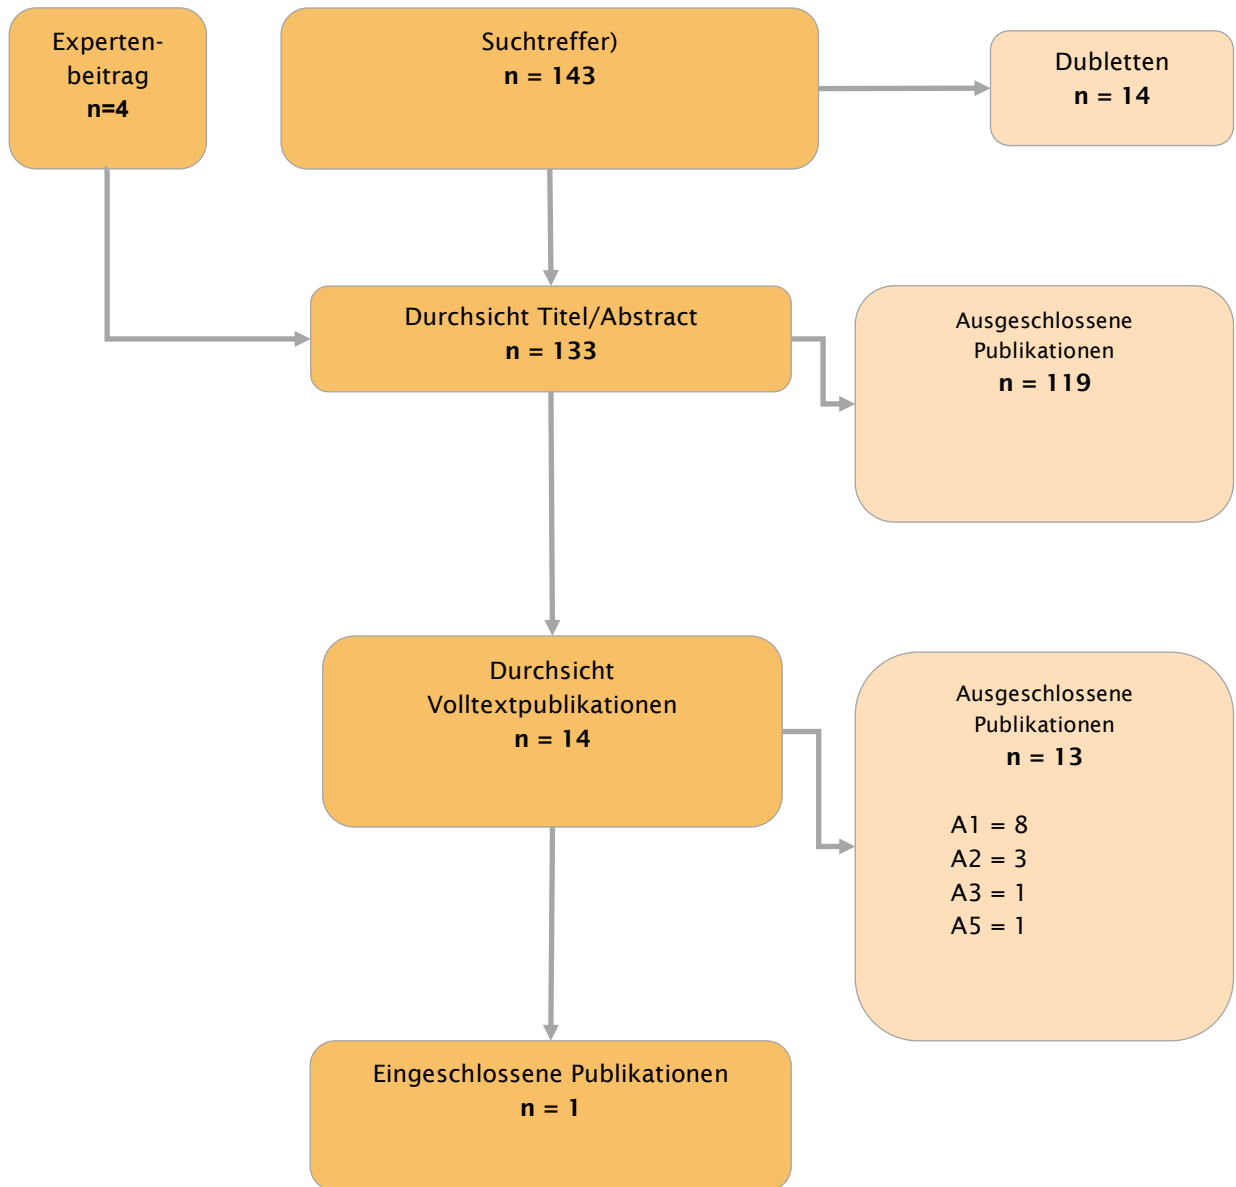 Experten-
beitrag
n=4
Suchtreffer)
n = 143
Dubletten
n = 14
Durchsicht Titel/Abstract
n = 133
Ausgeschlossene
Publikationen
n = 119
Durchsicht
Volltextpublikationen
n = 14
Ausgeschlossene
Publikationen
n = 13
A1 = 8
A2 = 3
A3 = 1
A5 = 1
Eingeschlossene Publikationen
n = 1